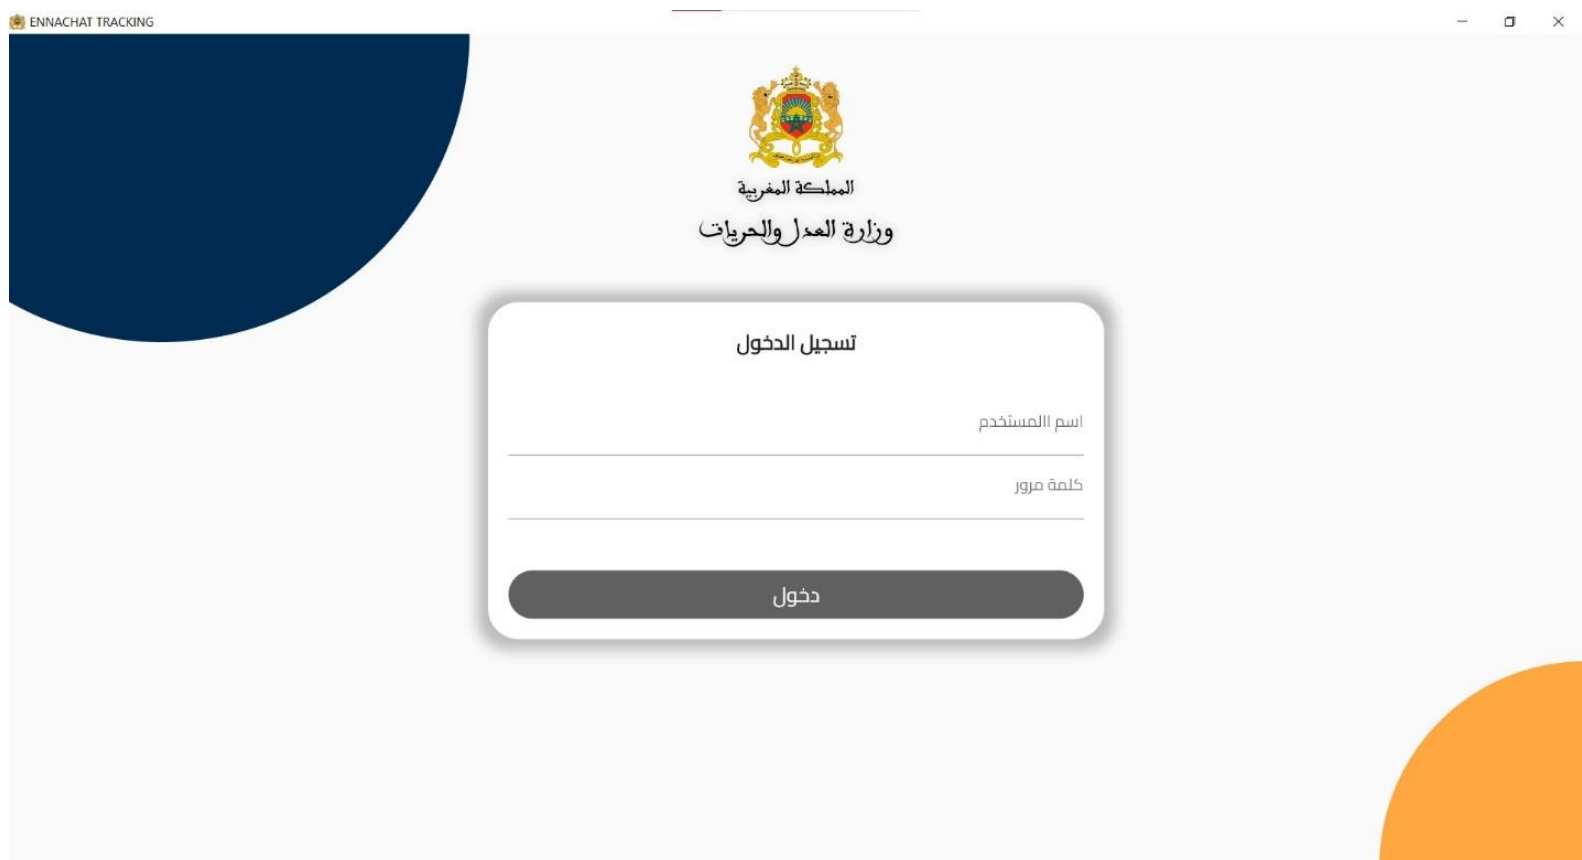 ENNACHAT TRACKING
المملكة المغربية
وزارة العدل والحريات
تسجيل الدخول
اسم االمستخدم
كلمة مرور
دخول